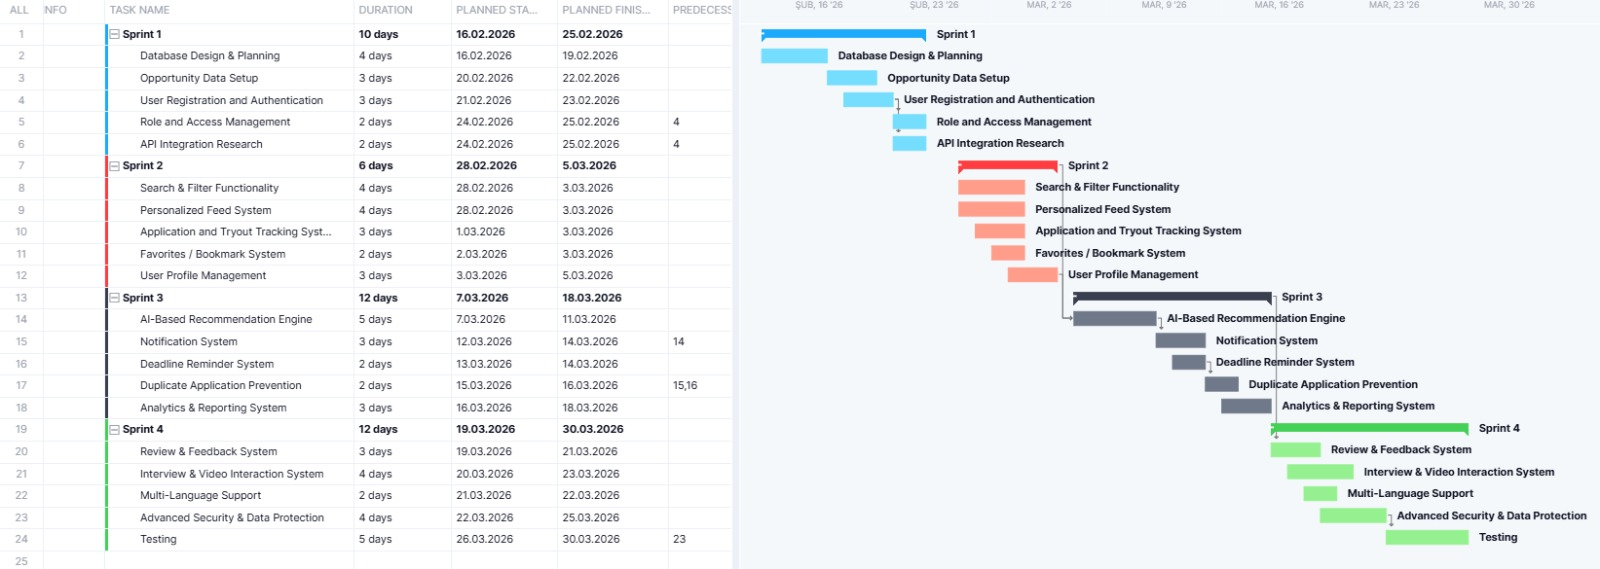 ALL NFO TASK NAME DURATION PLANNED STA... PLANNED FINIS... PREDECESS ŞUB, 16 '26 ŞUB, 23 '26 MAR, 2 '26 MAR, 9 '26 MAR, 16 '26 MAR, 23 '26 MAR, 30 '26
1 Sprint 1 10 days 16.02.2026 25.02.2026 Sprint 1
2 Database Design & Planning 4 days 16.02.2026 19.02.2026 Database Design & Planning
3 Opportunity Data Setup 3 days 20.02.2026 22.02.2026 Opportunity Data Setup
4 User Registration and Authentication 3 days 21.02.2026 23.02.2026 User Registration and Authentication
5 Role and Access Management 2 days 24.02.2026 25.02.2026 4 Role and Access Management
6 API Integration Research 2 days 24.02.2026 25.02.2026 4 API Integration Research
7 Sprint 2 6 days 28.02.2026 5.03.2026 Sprint 2
8 Search & Filter Functionality 4 days 28.02.2026 3.03.2026 Search & Filter Functionality
9 Personalized Feed System 4 days 28.02.2026 3.03.2026 Personalized Feed System
10 Application and Tryout Tracking Syst... 3 days 1.03.2026 3.03.2026 Application and Tryout Tracking System
11 Favorites / Bookmark System 2 days 2.03.2026 3.03.2026 Favorites / Bookmark System
12 User Profile Management 3 days 3.03.2026 5.03.2026 User Profile Management
13 Sprint 3 12 days 7.03.2026 18.03.2026 Sprint 3
14 AI-Based Recommendation Engine 5 days 7.03.2026 11.03.2026 AI-Based Recommendation Engine
15 Notification System 3 days 12.03.2026 14.03.2026 14 Notification System
16 Deadline Reminder System 2 days 13.03.2026 14.03.2026 Deadline Reminder System
17 Duplicate Application Prevention 2 days 15.03.2026 16.03.2026 15,16 Duplicate Application Prevention
18 Analytics & Reporting System 3 days 16.03.2026 18.03.2026 Analytics & Reporting System
19 Sprint 4 12 days 19.03.2026 30.03.2026 Sprint 4
20 Review & Feedback System 3 days 19.03.2026 21.03.2026 Review & Feedback System
21 Interview & Video Interaction System 4 days 20.03.2026 23.03.2026 Interview & Video Interaction System
22 Multi-Language Support 2 days 21.03.2026 22.03.2026 Multi-Language Support
23 Advanced Security & Data Protection 4 days 22.03.2026 25.03.2026 Advanced Security & Data Protection
24 Testing 5 days 26.03.2026 30.03.2026 23 Testing
25